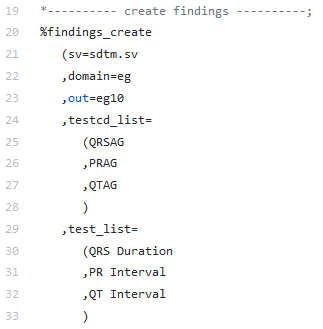 19 *---------- create findings ----------;
20 %findings_create
21 (sv=sdtm.sv
22 ,domain=eg
23 ,out=eg10
24 ,testcd_list=
25 (QRSAG
26 ,PRAG
27 ,QTAG
28 )
29 ,test_list=
30 (QRS Duration
31 ,PR Interval
32 ,QT Interval
33 )